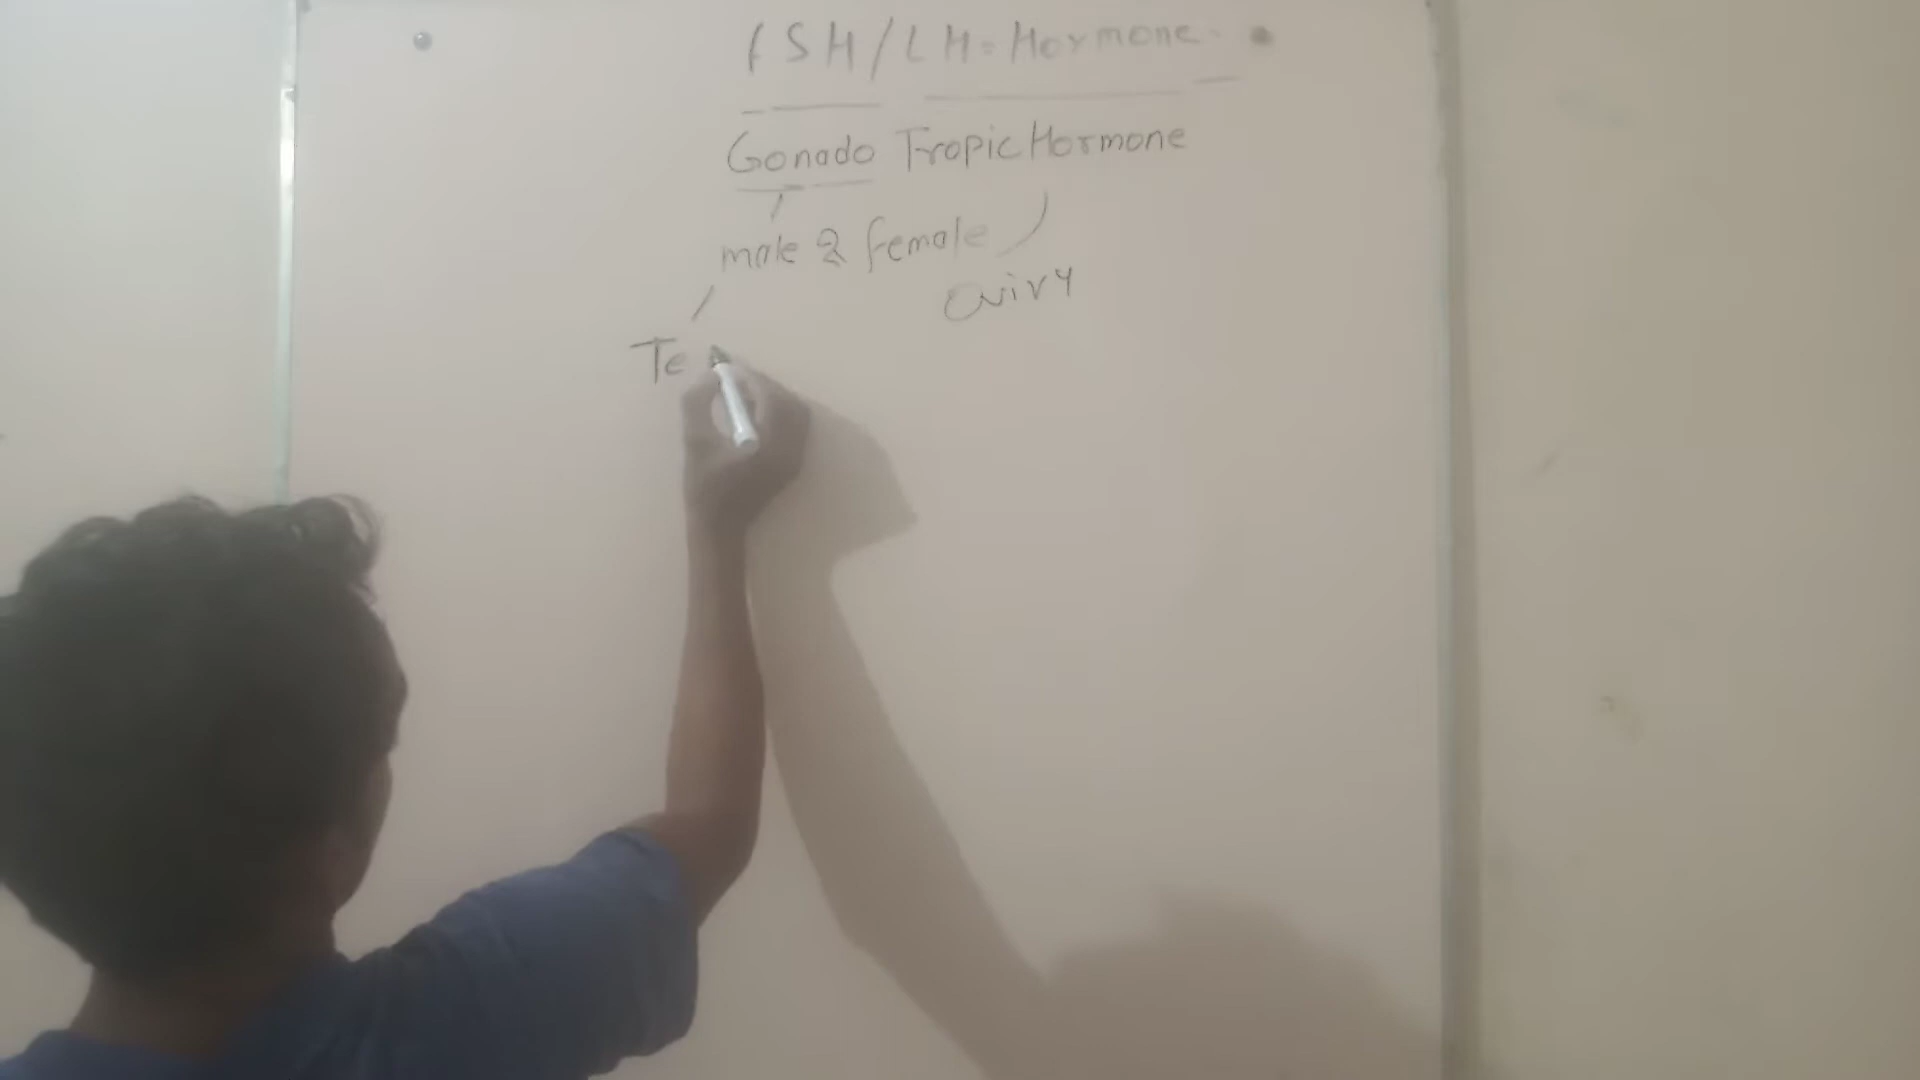 FSH/LH = Hormone.
Gonado Tropic Hormone
male & female
Ovivy
Te